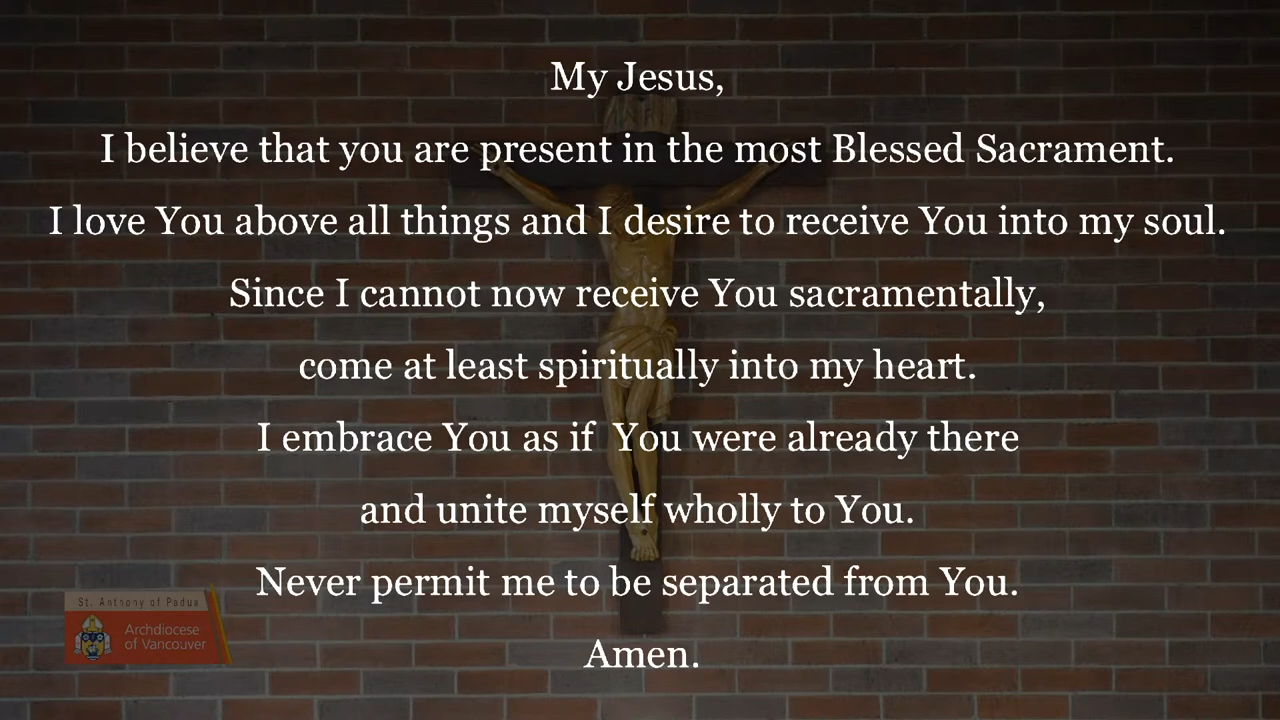 My Jesus,
I believe that you are present in the most Blessed Sacrament.
I love You above all things and I desire to receive You into my soul.
Since I cannot now receive You sacramentally,
come at least spiritually into my heart.
I embrace You as if  You were already there
and unite myself wholly to You.
Never permit me to be separated from You.
Amen.
St. Anthony of Padua
Archdiocese
of Vancouver